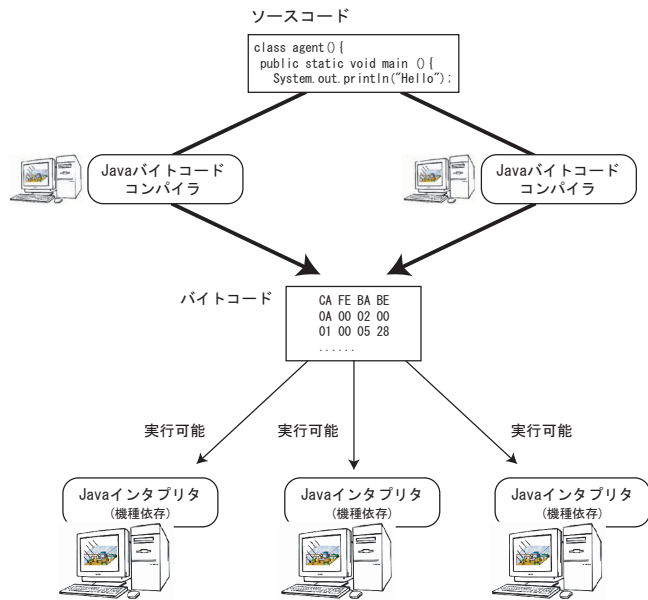 ソースコード
class agent(){
public static void main (){
System.out.println("Hello");
Javaバイトコード
コンパイラ
Javaバイトコード
コンパイラ
バイトコード
CA FE BA BE
0A 00 02 00
01 00 05 28
......
実行可能
実行可能
実行可能
Javaインタプリタ
(機種依存)
Javaインタプリタ
(機種依存)
Javaインタプリタ
(機種依存)